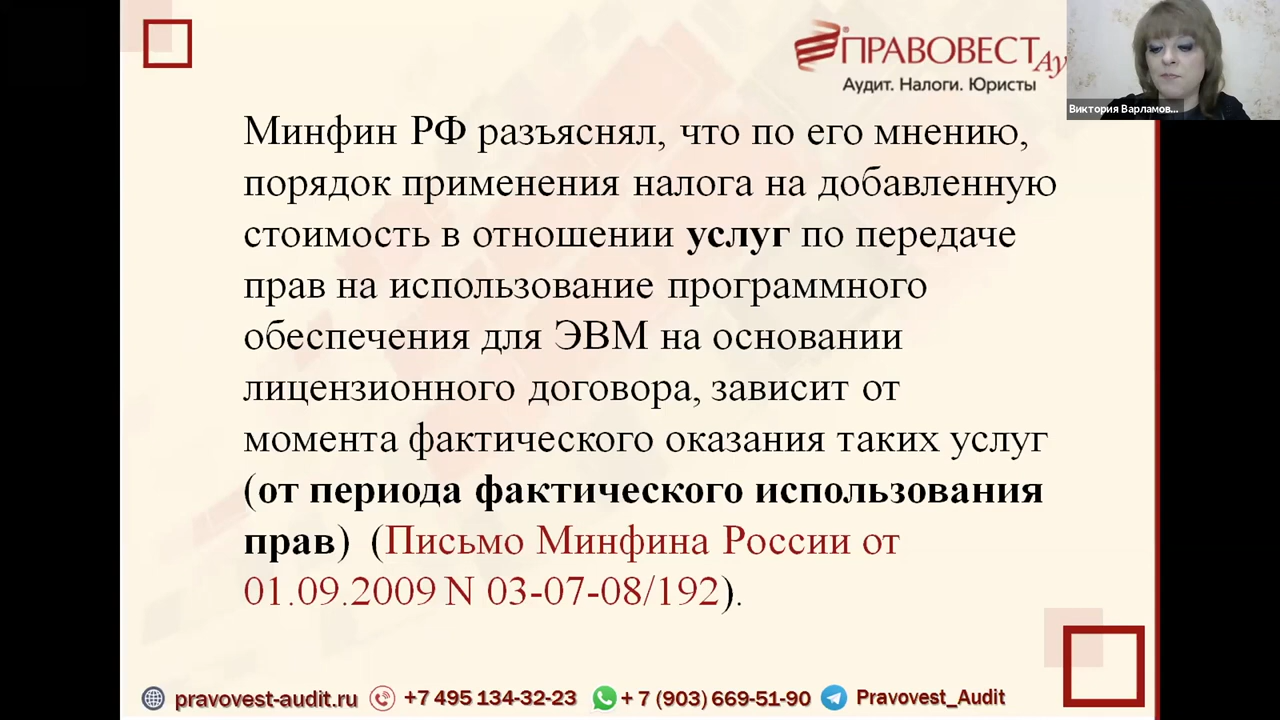 ПРАВОВЕСТ Ау
Аудит. Налоги. Юристы
Виктория Варламов...
Минфин РФ разъяснял, что по его мнению,
порядок применения налога на добавленную
стоимость в отношении услуг по передаче
прав на использование программного
обеспечения для ЭВМ на основании
лицензионного договора, зависит от
момента фактического оказания таких услуг
(от периода фактического использования
прав) (Письмо Минфина России от
01.09.2009 N 03-07-08/192).
pravovest-audit.ru +7 495 134-32-23 + 7 (903) 669-51-90 Pravovest_Audit